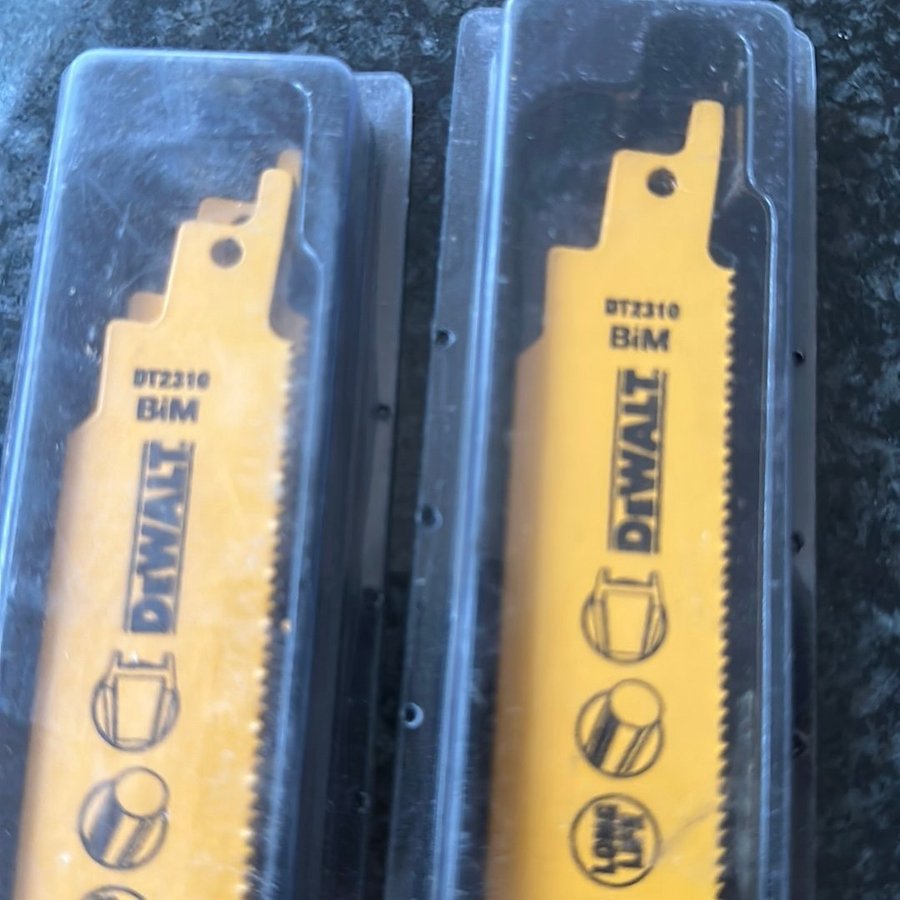 DT2310
BiM
DEWALT
DT2310
BiM
DEWALT
LONG
LIFE